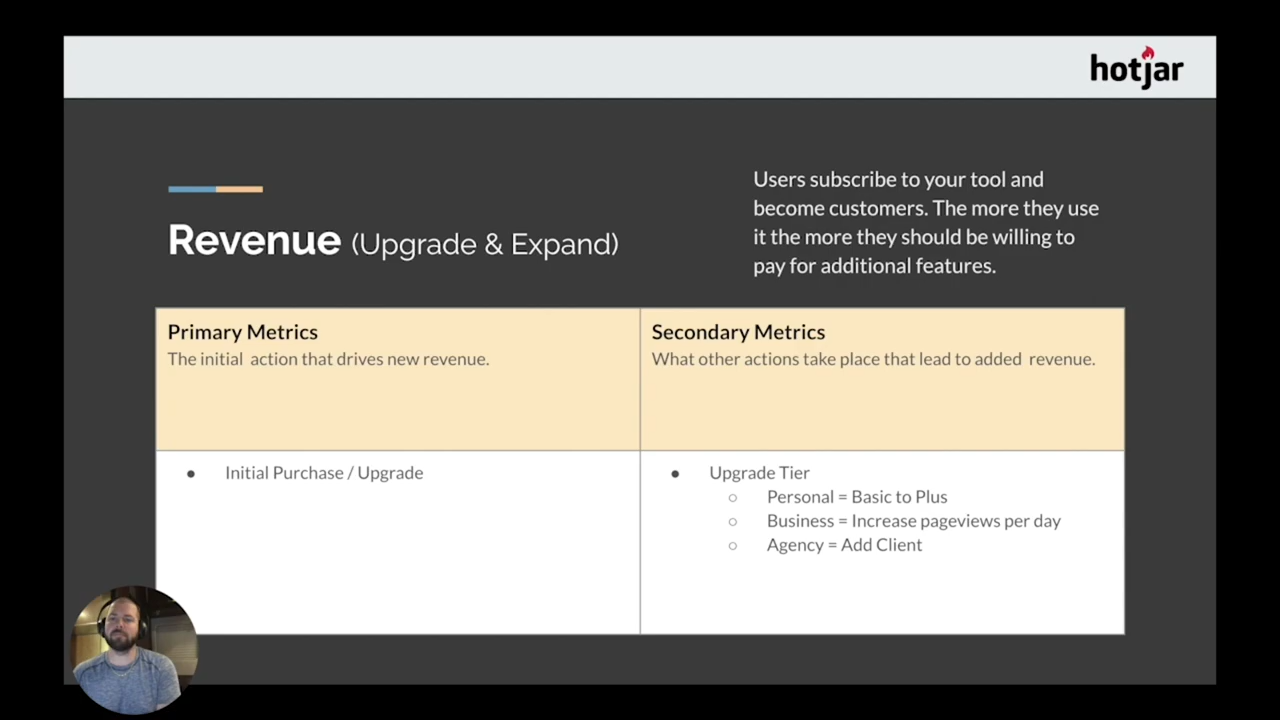 hotjar
Revenue (Upgrade & Expand)
Users subscribe to your tool and
become customers. The more they use
it the more they should be willing to
pay for additional features.
Primary Metrics
The initial action that drives new revenue.
Secondary Metrics
What other actions take place that lead to added revenue.
● Initial Purchase / Upgrade
● Upgrade Tier
○ Personal = Basic to Plus
○ Business = Increase pageviews per day
○ Agency = Add Client